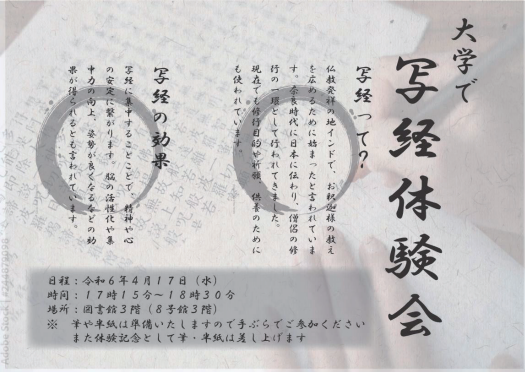 大学で
写経体験会
写経って？
仏教発祥の地インドで、お釈迦様の教え
を広めるために始まったと言われていま
す。奈良時代に日本に伝わり、僧侶の修
行の一環として行われてきました。
現在でも修行目的や祈願、供養のために
も使われています。
写経の効果
写経に集中することことで、精神や心
の安定に繋がります。脳の活性化や集
中力の向上、姿勢が良くなるなどの効
果が得られるとも言われています。
日程：令和６年４月１７日（水）
時間：１７時１５分～１８時３０分
場所：図書館３階（８号館３階）
※　筆や半紙は準備いたしますので手ぶらでご参加ください
また体験記念として筆・半紙は差し上げます